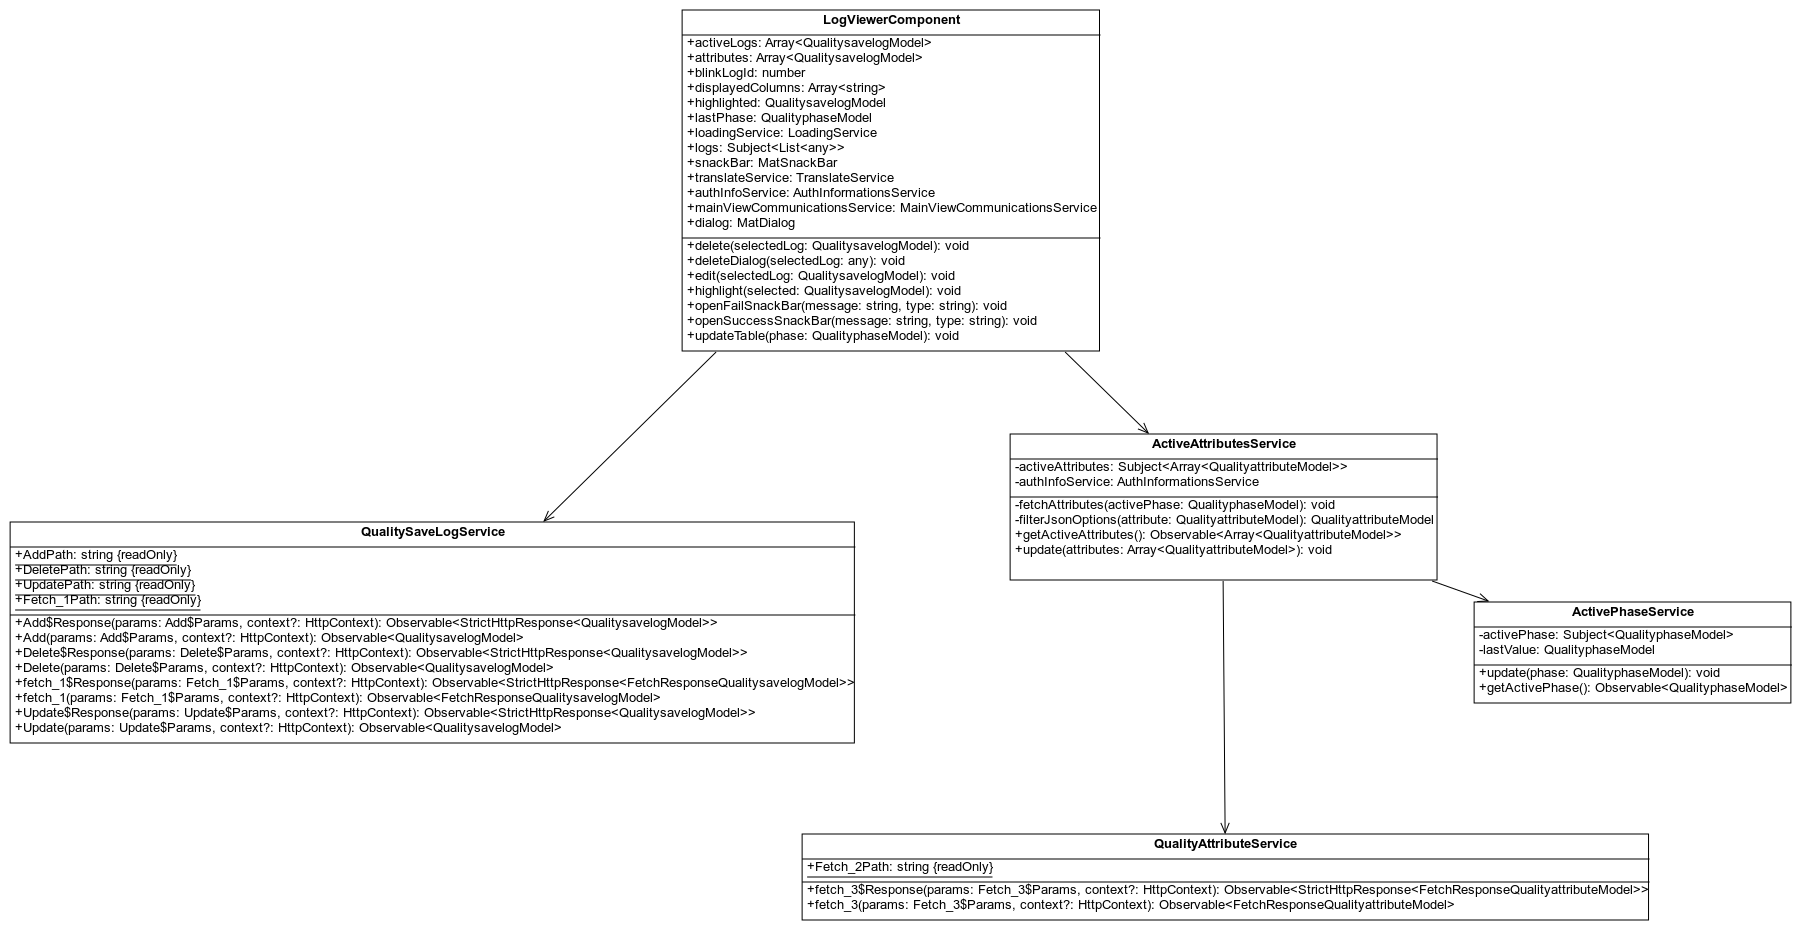 LogViewerComponent
+activeLogs: Array<QualitysavelogModel>
+attributes: Array<QualitysavelogModel>
+blinkLogId: number
+displayedColumns: Array<string>
+highlighted: QualitysavelogModel
+lastPhase: QualityphaseModel
+loadingService: LoadingService
+logs: Subject<List<any>>
+snackBar: MatSnackBar
+translateService: TranslateService
+authInfoService: AuthInformationsService
+mainViewCommunicationsService: MainViewCommunicationsService
+dialog: MatDialog
+delete(selectedLog: QualitysavelogModel): void
+deleteDialog(selectedLog: any): void
+edit(selectedLog: QualitysavelogModel): void
+highlight(selected: QualitysavelogModel): void
+openFailSnackBar(message: string, type: string): void
+openSuccessSnackBar(message: string, type: string): void
+updateTable(phase: QualityphaseModel): void
ActiveAttributesService
-activeAttributes: Subject<Array<QualityattributeModel>>
-authInfoService: AuthInformationsService
-fetchAttributes(activePhase: QualityphaseModel): void
-filterJsonOptions(attribute: QualityattributeModel): QualityattributeModel
+getActiveAttributes(): Observable<Array<QualityattributeModel>>
+update(attributes: Array<QualityattributeModel>): void
QualitySaveLogService
+AddPath: string {readOnly}
+DeletePath: string {readOnly}
+UpdatePath: string {readOnly}
+Fetch_1Path: string {readOnly}
+Add$Response(params: Add$Params, context?: HttpContext): Observable<StrictHttpResponse<QualitysavelogModel>>
+Add(params: Add$Params, context?: HttpContext): Observable<QualitysavelogModel>
+Delete$Response(params: Delete$Params, context?: HttpContext): Observable<StrictHttpResponse<QualitysavelogModel>>
+Delete(params: Delete$Params, context?: HttpContext): Observable<QualitysavelogModel>
+fetch_1$Response(params: Fetch_1$Params, context?: HttpContext): Observable<StrictHttpResponse<FetchResponseQualitysavelogModel>>
+fetch_1(params: Fetch_1$Params, context?: HttpContext): Observable<FetchResponseQualitysavelogModel>
+Update$Response(params: Update$Params, context?: HttpContext): Observable<StrictHttpResponse<QualitysavelogModel>>
+Update(params: Update$Params, context?: HttpContext): Observable<QualitysavelogModel>
ActivePhaseService
-activePhase: Subject<QualityphaseModel>
-lastValue: QualityphaseModel
+update(phase: QualityphaseModel): void
+getActivePhase(): Observable<QualityphaseModel>
QualityAttributeService
+Fetch_2Path: string {readOnly}
+fetch_3$Response(params: Fetch_3$Params, context?: HttpContext): Observable<StrictHttpResponse<FetchResponseQualityattributeModel>>
+fetch_3(params: Fetch_3$Params, context?: HttpContext): Observable<FetchResponseQualityattributeModel>